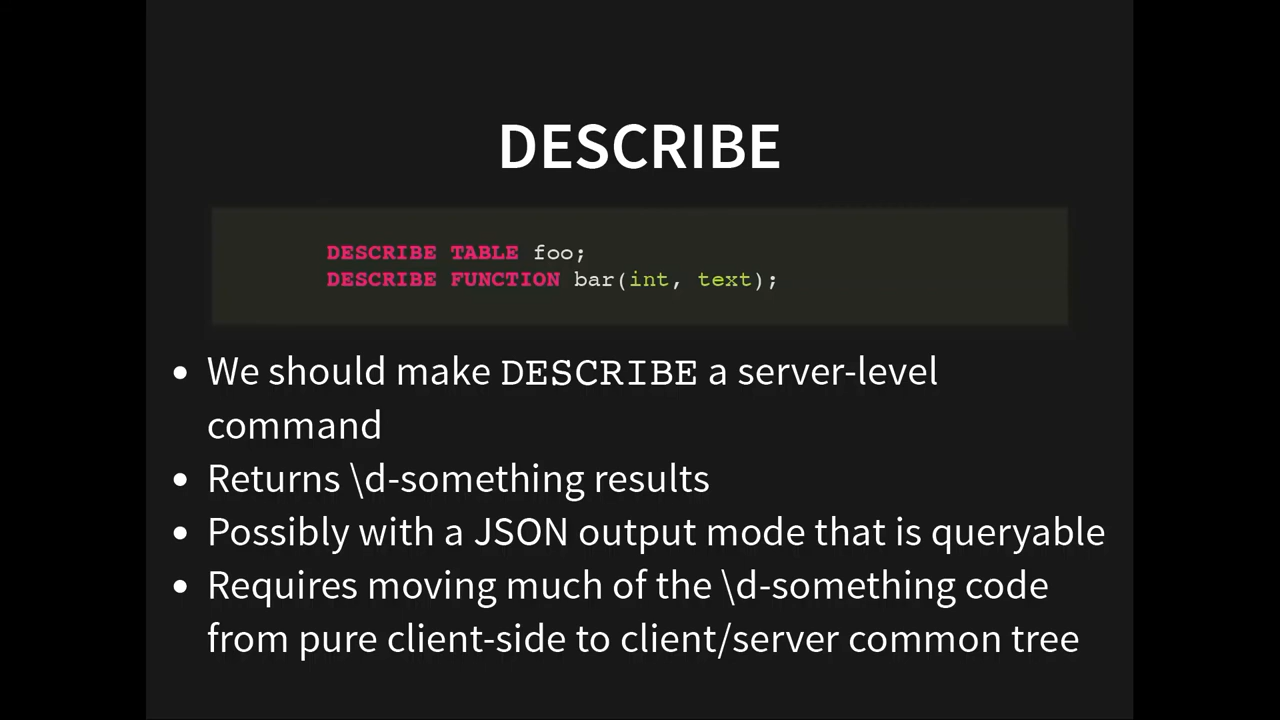 DESCRIBE
DESCRIBE TABLE foo;
DESCRIBE FUNCTION bar(int, text);
• We should make DESCRIBE a server-level
command
• Returns \d-something results
• Possibly with a JSON output mode that is queryable
• Requires moving much of the \d-something code
from pure client-side to client/server common tree